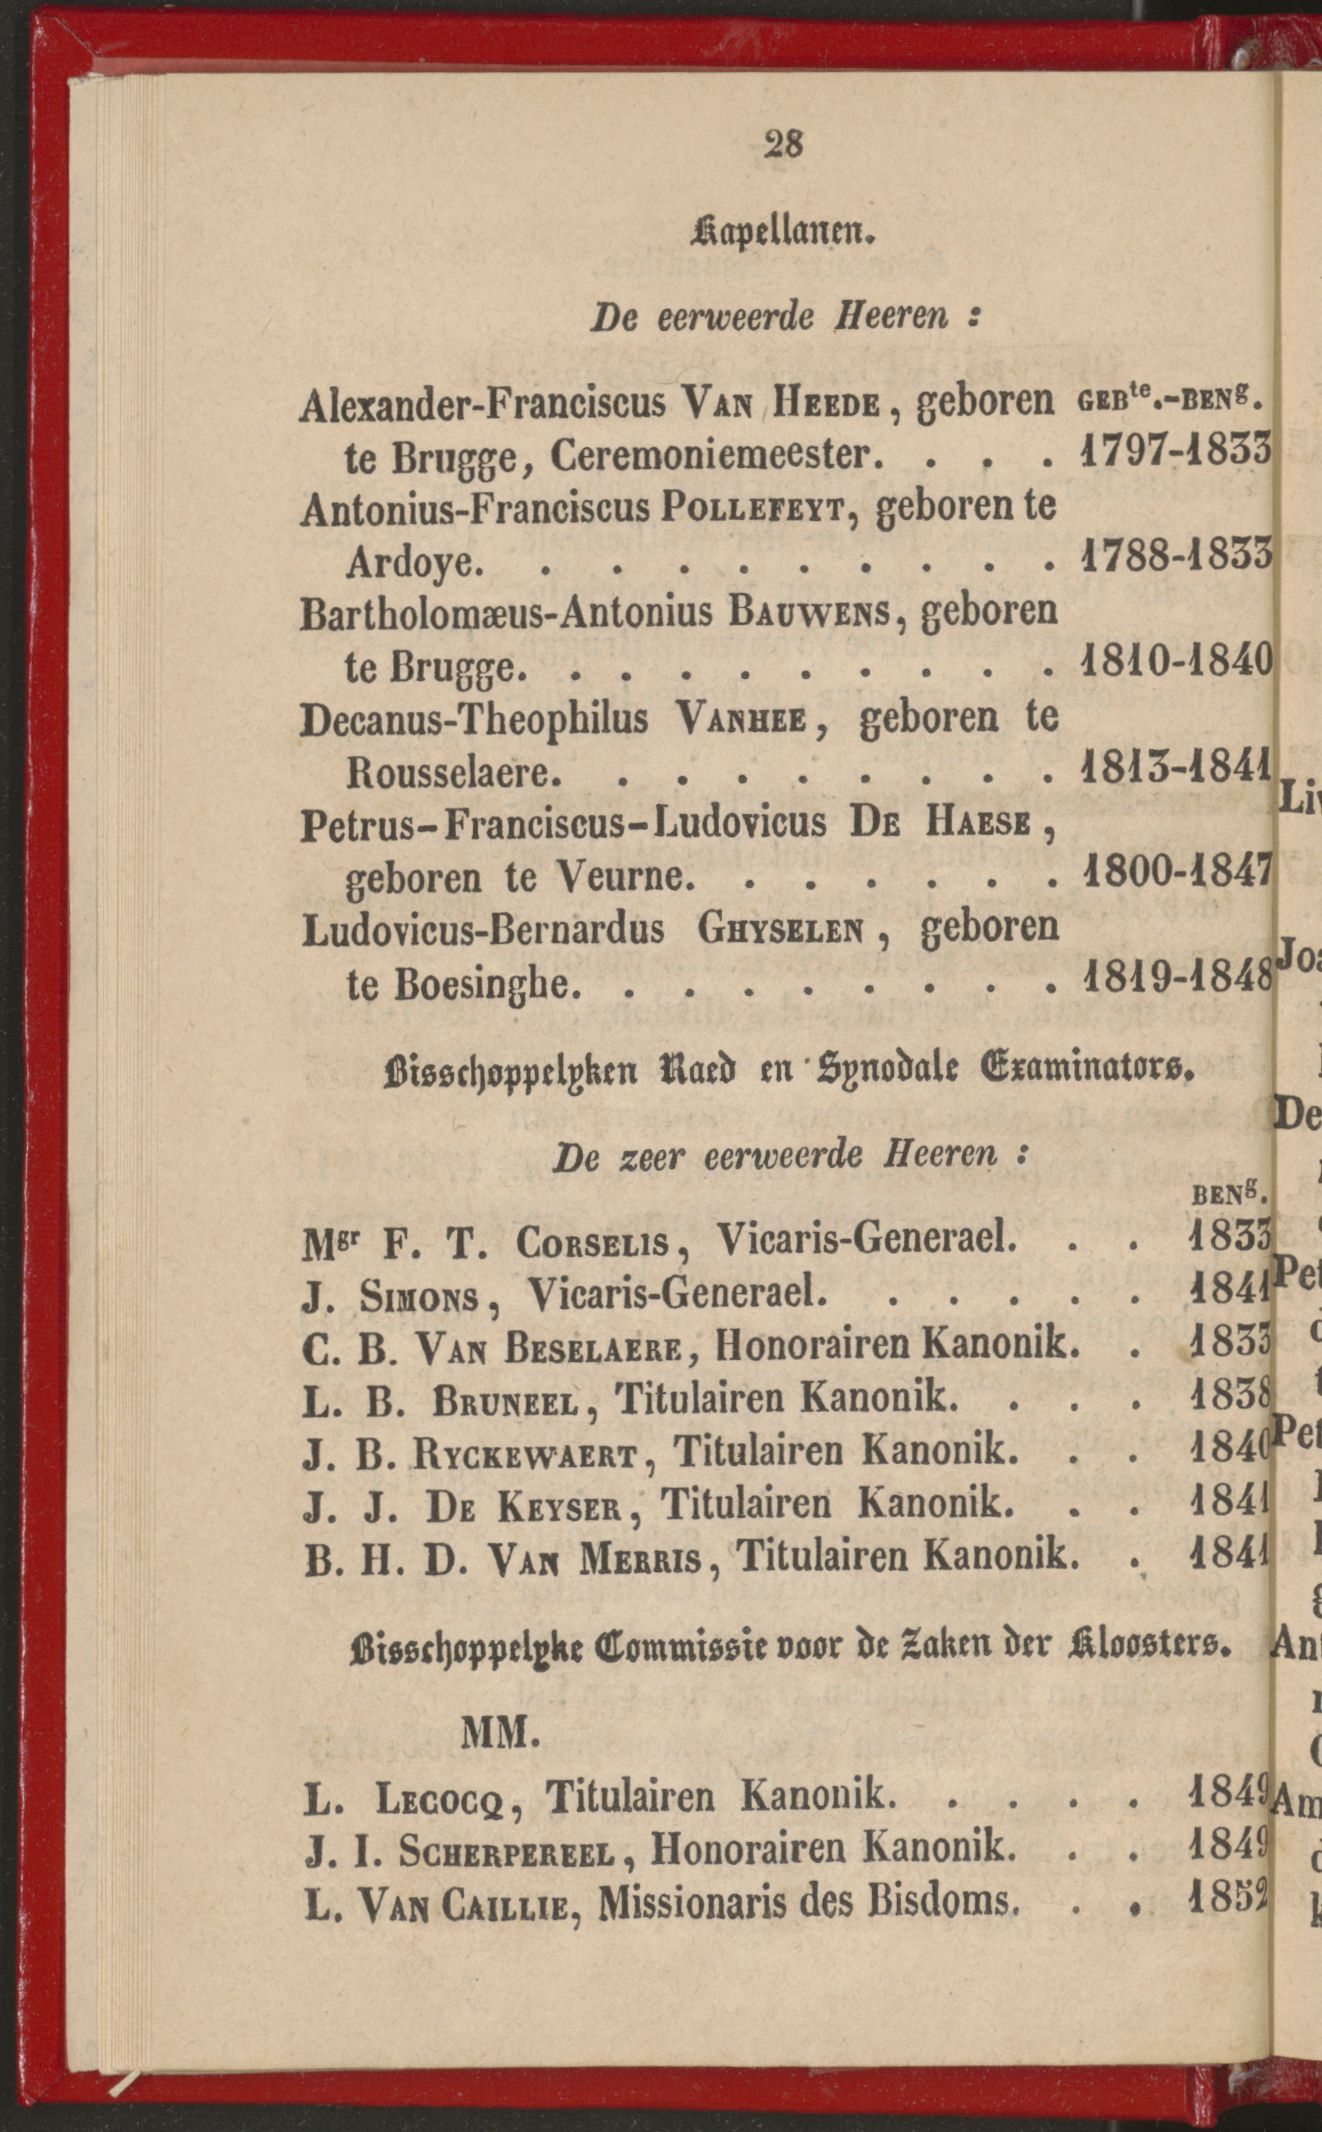 28
Kapellanen.
De eerweerde Heeren :
Alexander-Franciscus VAN HEEDE, geboren GEBte.-BENg.
te Brugge, Ceremoniemeester. . . . 1797-1833
Antonius-Franciscus POLLEFEYT, geboren te
Ardoye. . . . . . . . . . 1788-1833
Bartholomæus-Antonius BAUWENS, geboren
te Brugge. . . . . . . . . . 1810-1840
Decanus-Theophilus VANHEE, geboren te
Rousselaere. . . . . . . . . 1813-1841
Petrus-Franciscus-Ludovicus DE HAESE,
geboren te Veurne. . . . . . . 1800-1847
Ludovicus-Bernardus GHYSELEN, geboren
te Boesinghe. . . . . . . . . 1819-1848
Bisschoppelyken Raed en Synodale Examinators.
De zeer eerweerde Heeren :
BENg.
Mgr F. T. CORSELIS, Vicaris-Generael. . . 1833
J. SIMONS, Vicaris-Generael. . . . . . 1841
C. B. VAN BESELAERE, Honorairen Kanonik. . 1833
L. B. BRUNEEL, Titulairen Kanonik. . . . 1838
J. B. RYCKEWAERT, Titulairen Kanonik. . . 1840
J. J. DE KEYSER, Titulairen Kanonik. . . 1841
B. H. D. VAN MERRIS, Titulairen Kanonik. . 1841
Bisschoppelyke Commissie voor de Zaken der Kloosters.
MM.
L. LECOCQ, Titulairen Kanonik. . . . . 1849
J. I. SCHERPEREEL, Honorairen Kanonik. . . 1849
L. VAN CAILLIE, Missionaris des Bisdoms. . . 1852